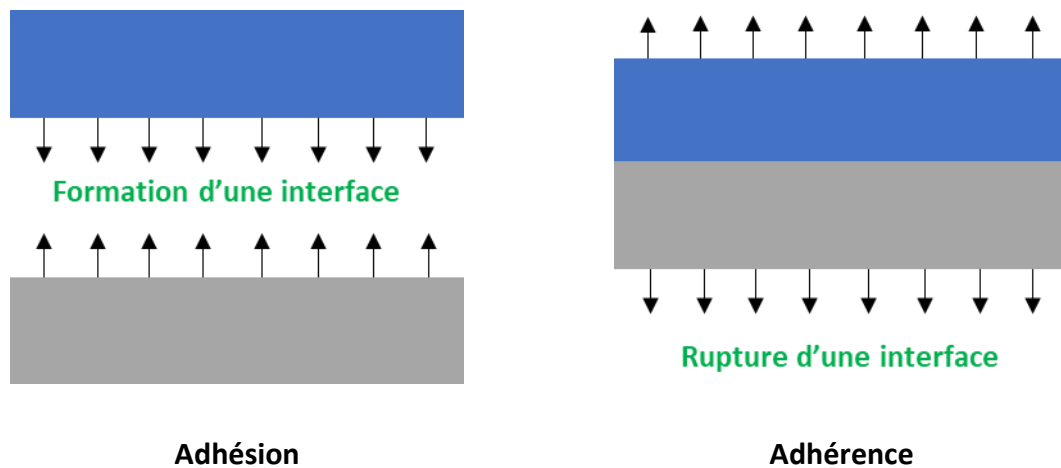 Formation d’une interface
Rupture d’une interface
Adhésion
Adhérence